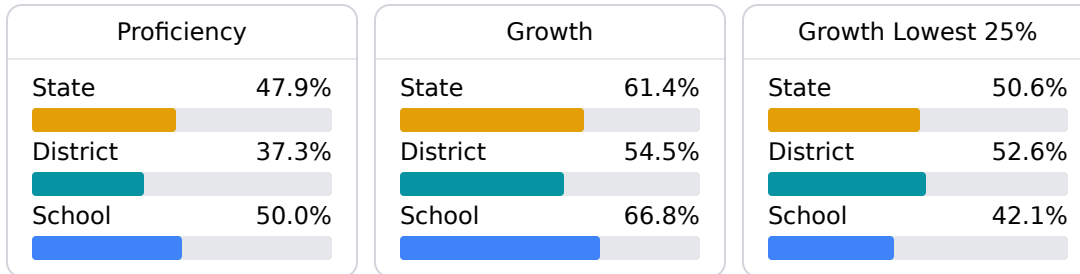 Proficiency
State 47.9%
District 37.3%
School 50.0%
Growth
State 61.4%
District 54.5%
School 66.8%
Growth Lowest 25%
State 50.6%
District 52.6%
School 42.1%